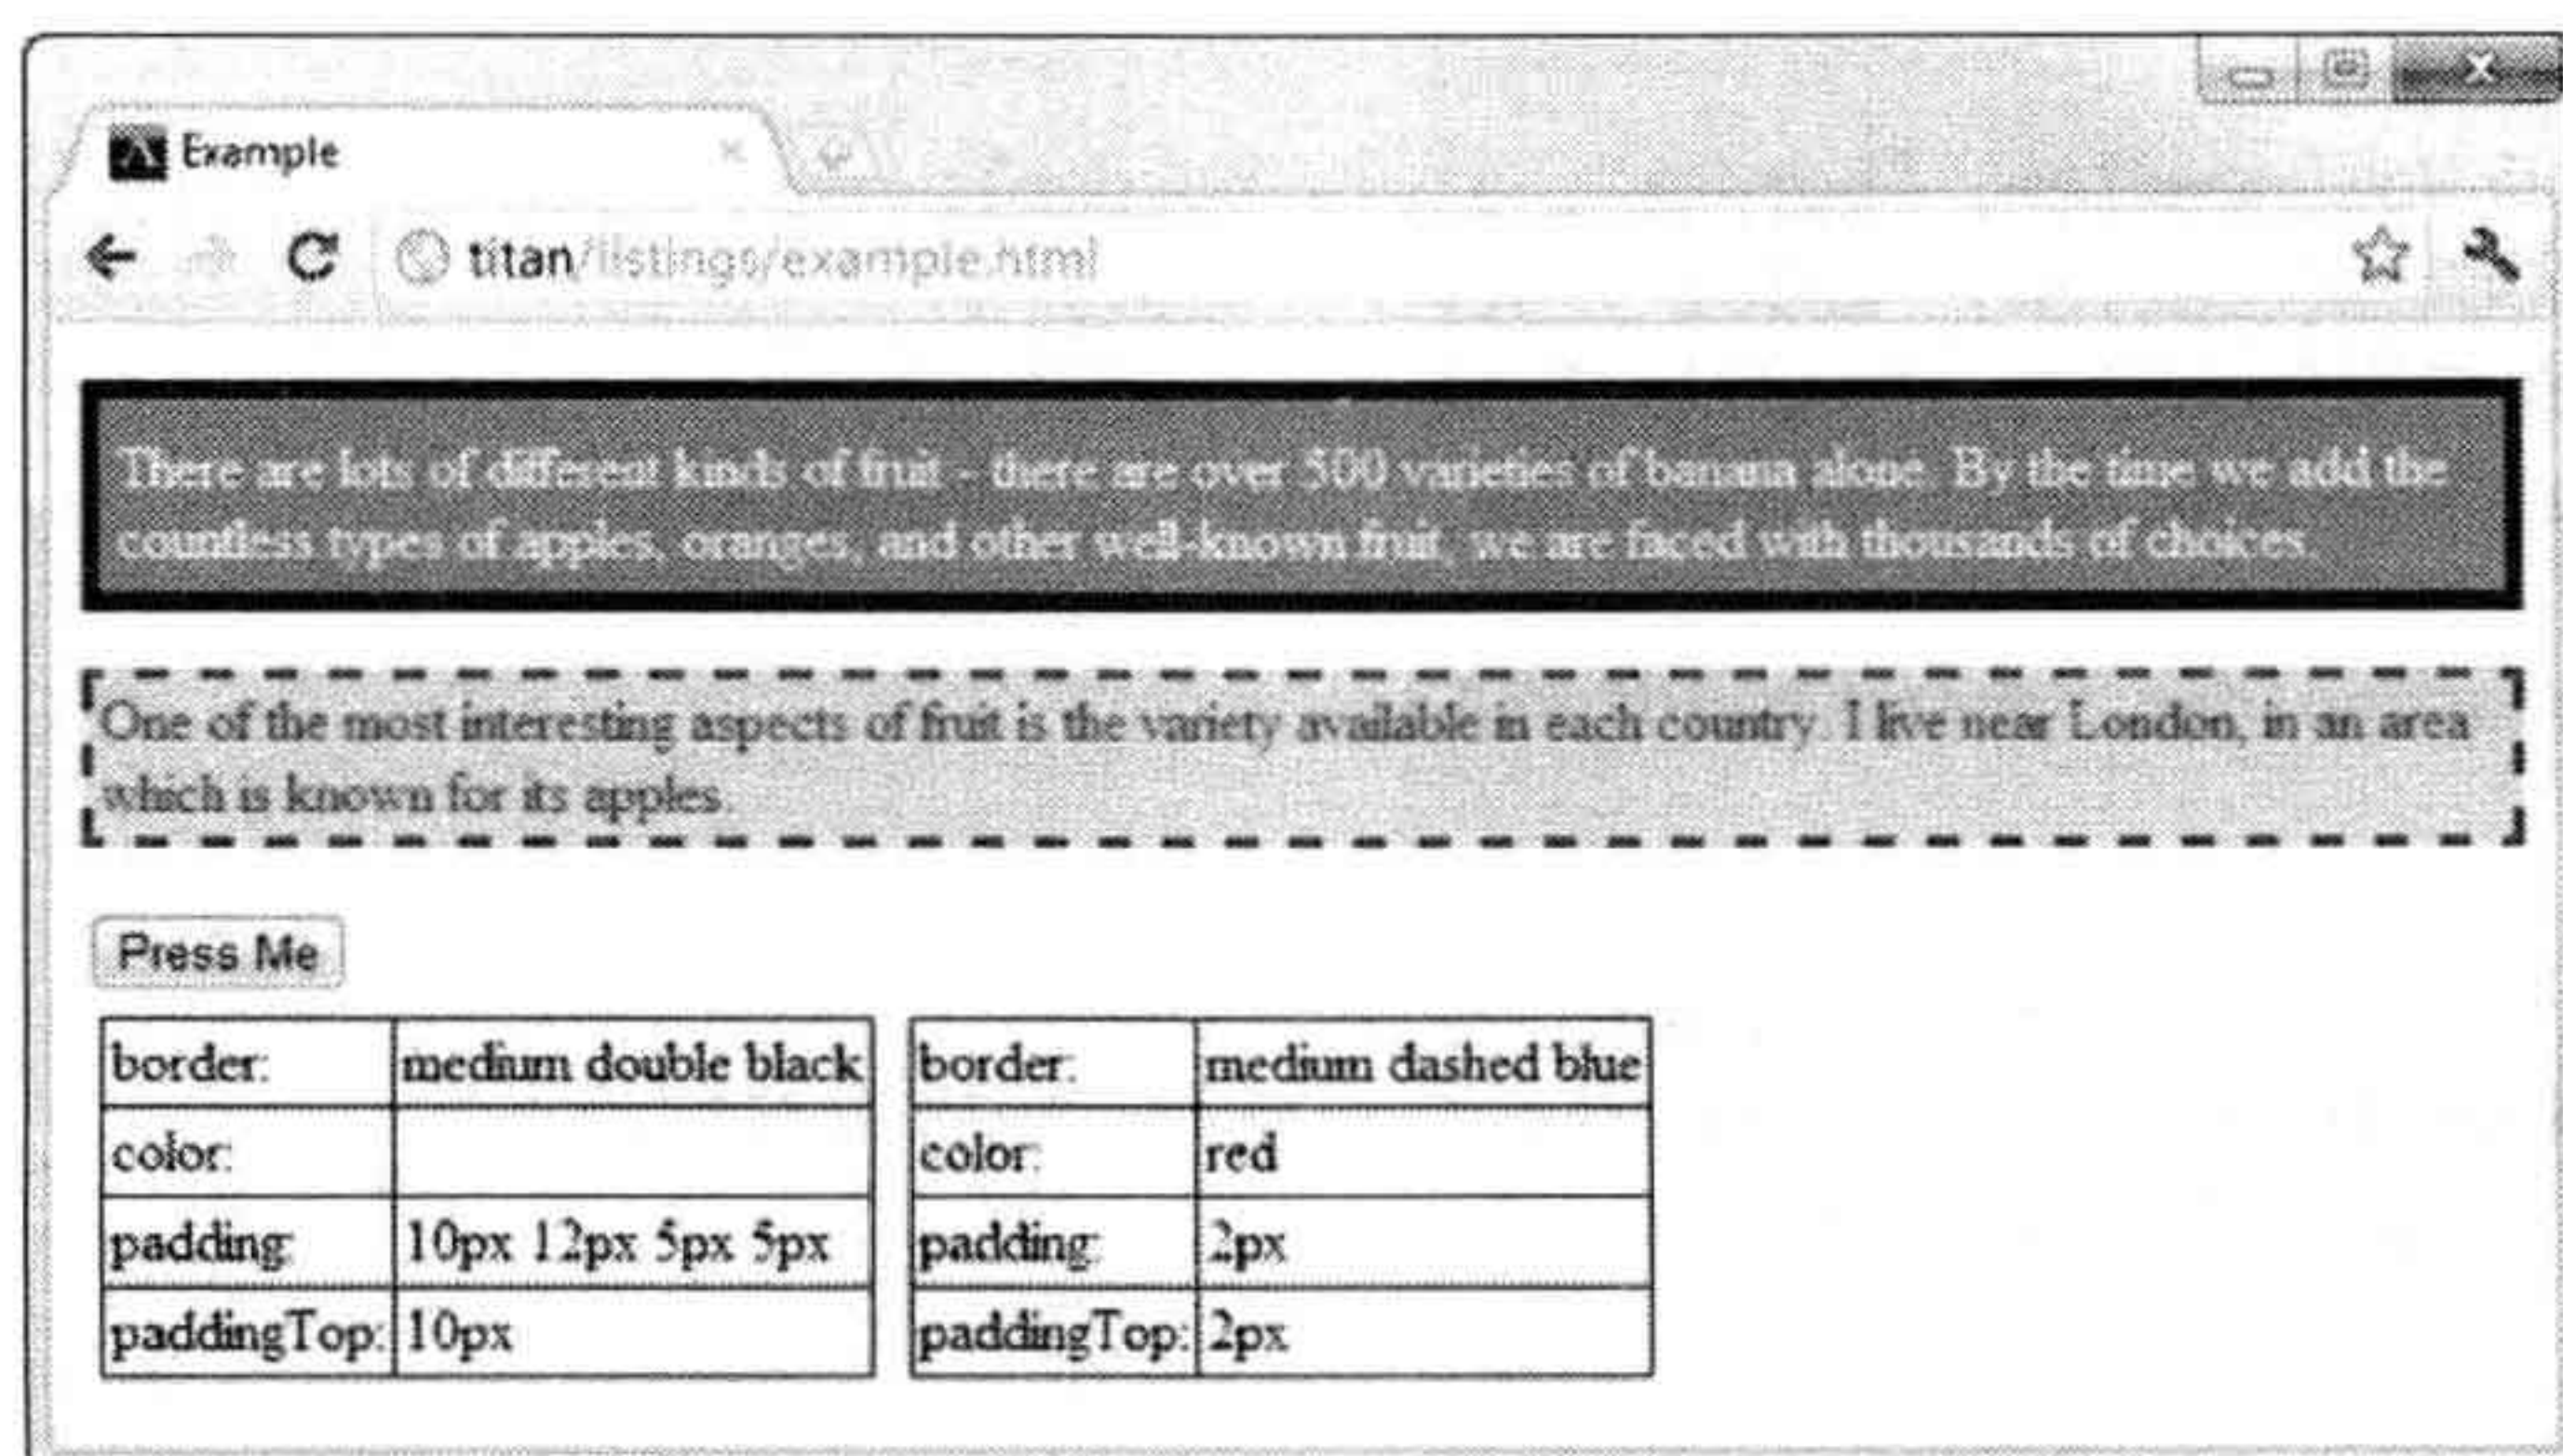 Example
titan/listings/example.html
There are lots of different kinds of fruit - there are over 500 varieties of banana alone. By the time we add the
countless types of apples, oranges, and other well-known fruit, we are faced with thousands of choices.
One of the most interesting aspects of fruit is the variety available in each country. I live near London, in an area
which is known for its apples.
Press Me
border: medium double black
color:
padding: 10px 12px 5px 5px
paddingTop: 10px
border: medium dashed blue
color: red
padding: 2px
paddingTop: 2px